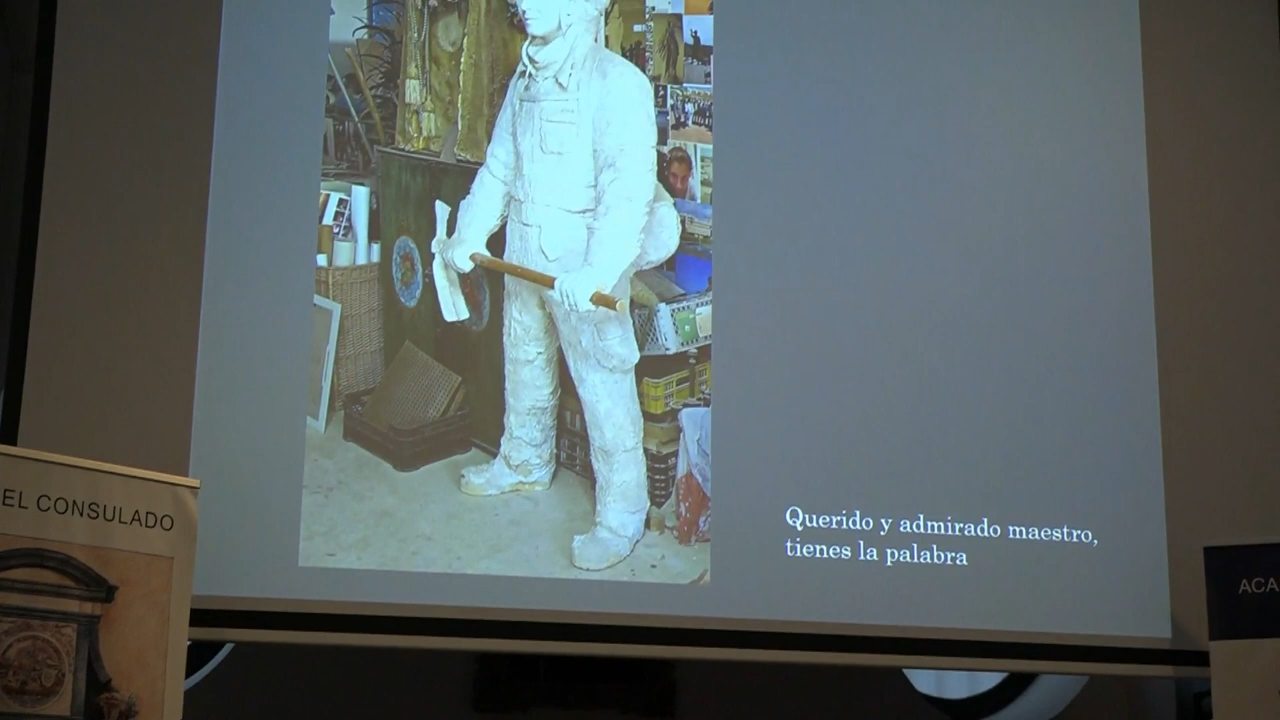 EL CONSULADO
Querido y admirado maestro,
tienes la palabra
ACA